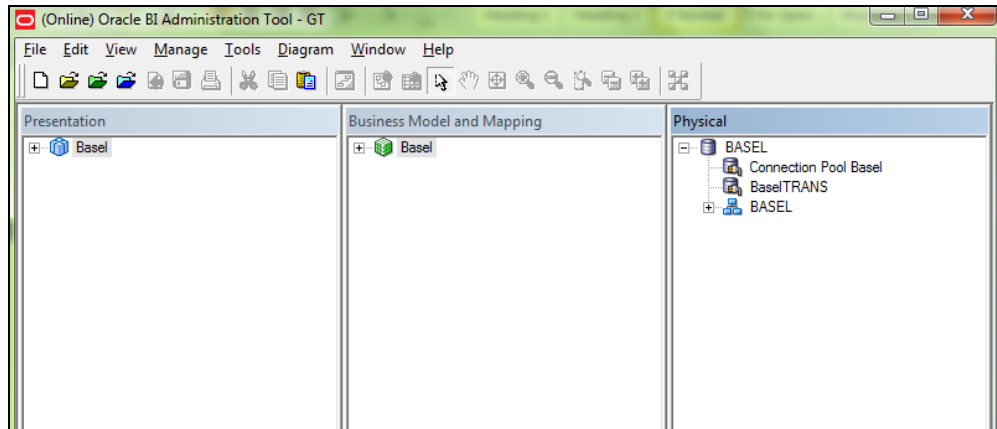 (Online) Oracle BI Administration Tool - GT
File Edit View Manage Tools Diagram Window Help
Presentation
Basel
Business Model and Mapping
Basel
Physical
BASEL
Connection Pool Basel
BaselTRANS
BASEL